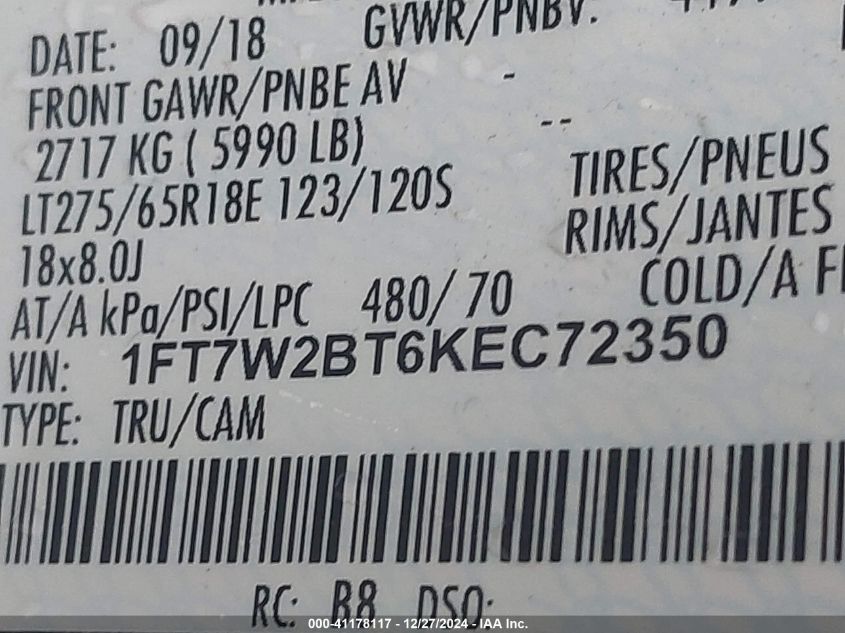 DATE: 09/18 GVWR/PNBV:
FRONT GAWR/PNBE AV -
2717 KG ( 5990 LB) --
LT275/65R18E 123/120S TIRES/PNEUS
18x8.0J RIMS/JANTES
AT/A kPa/PSI/LPC 480/ 70 COLD/A
VIN: 1FT7W2BT6KEC72350
TYPE: TRU/CAM
RC: B8 DSO:
000-41178117 - 12/27/2024 - IAA Inc.